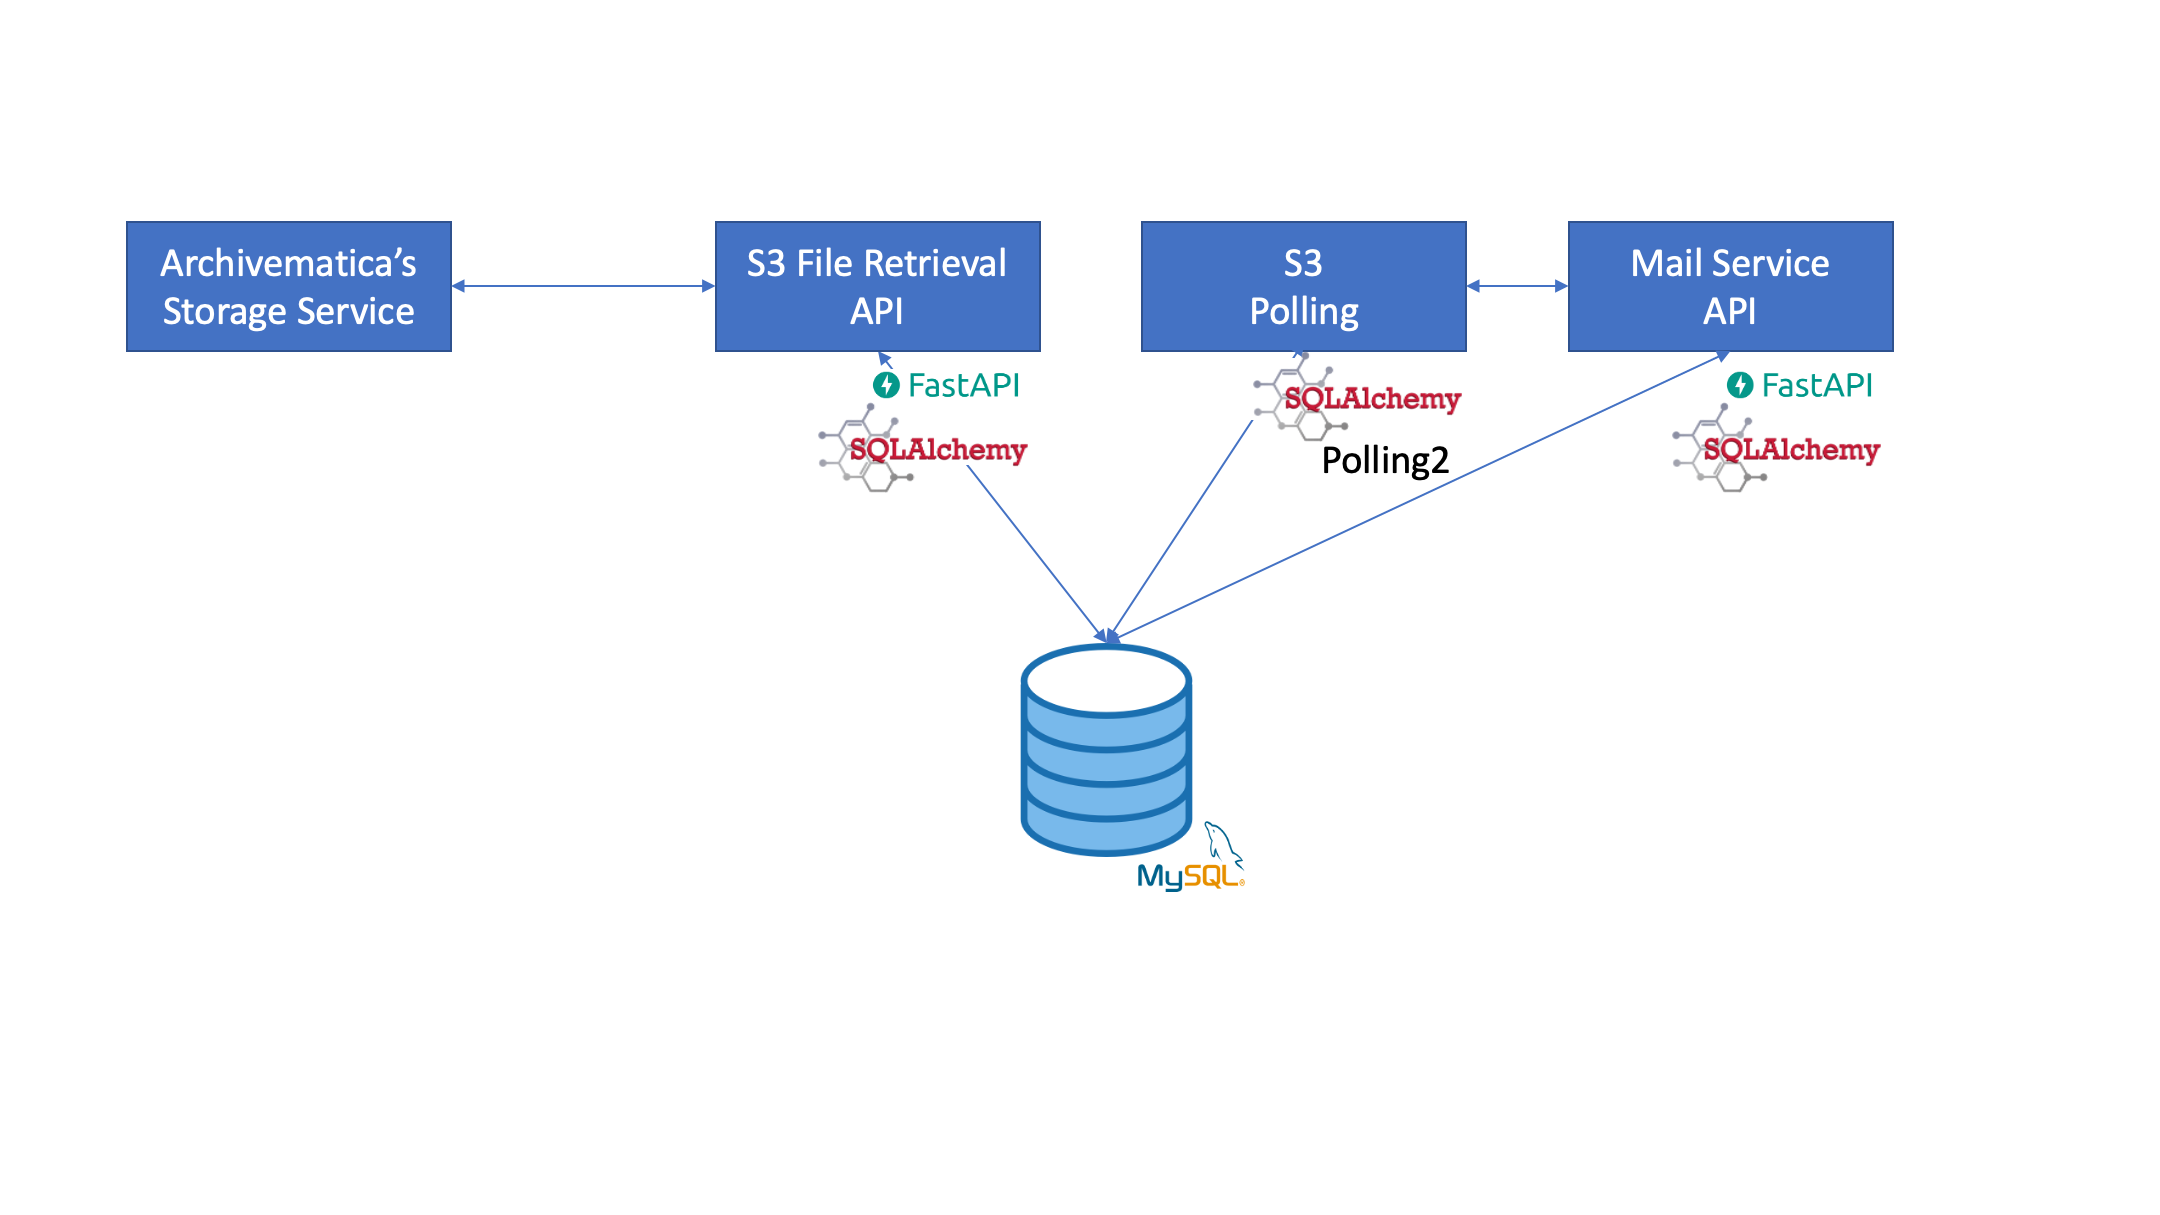 Archivematica’s
Storage Service
S3 File Retrieval
API
S3
Polling
Mail Service
API
FastAPI
SQLAlchemy
SQLAlchemy
Polling2
FastAPI
SQLAlchemy
MySQL®